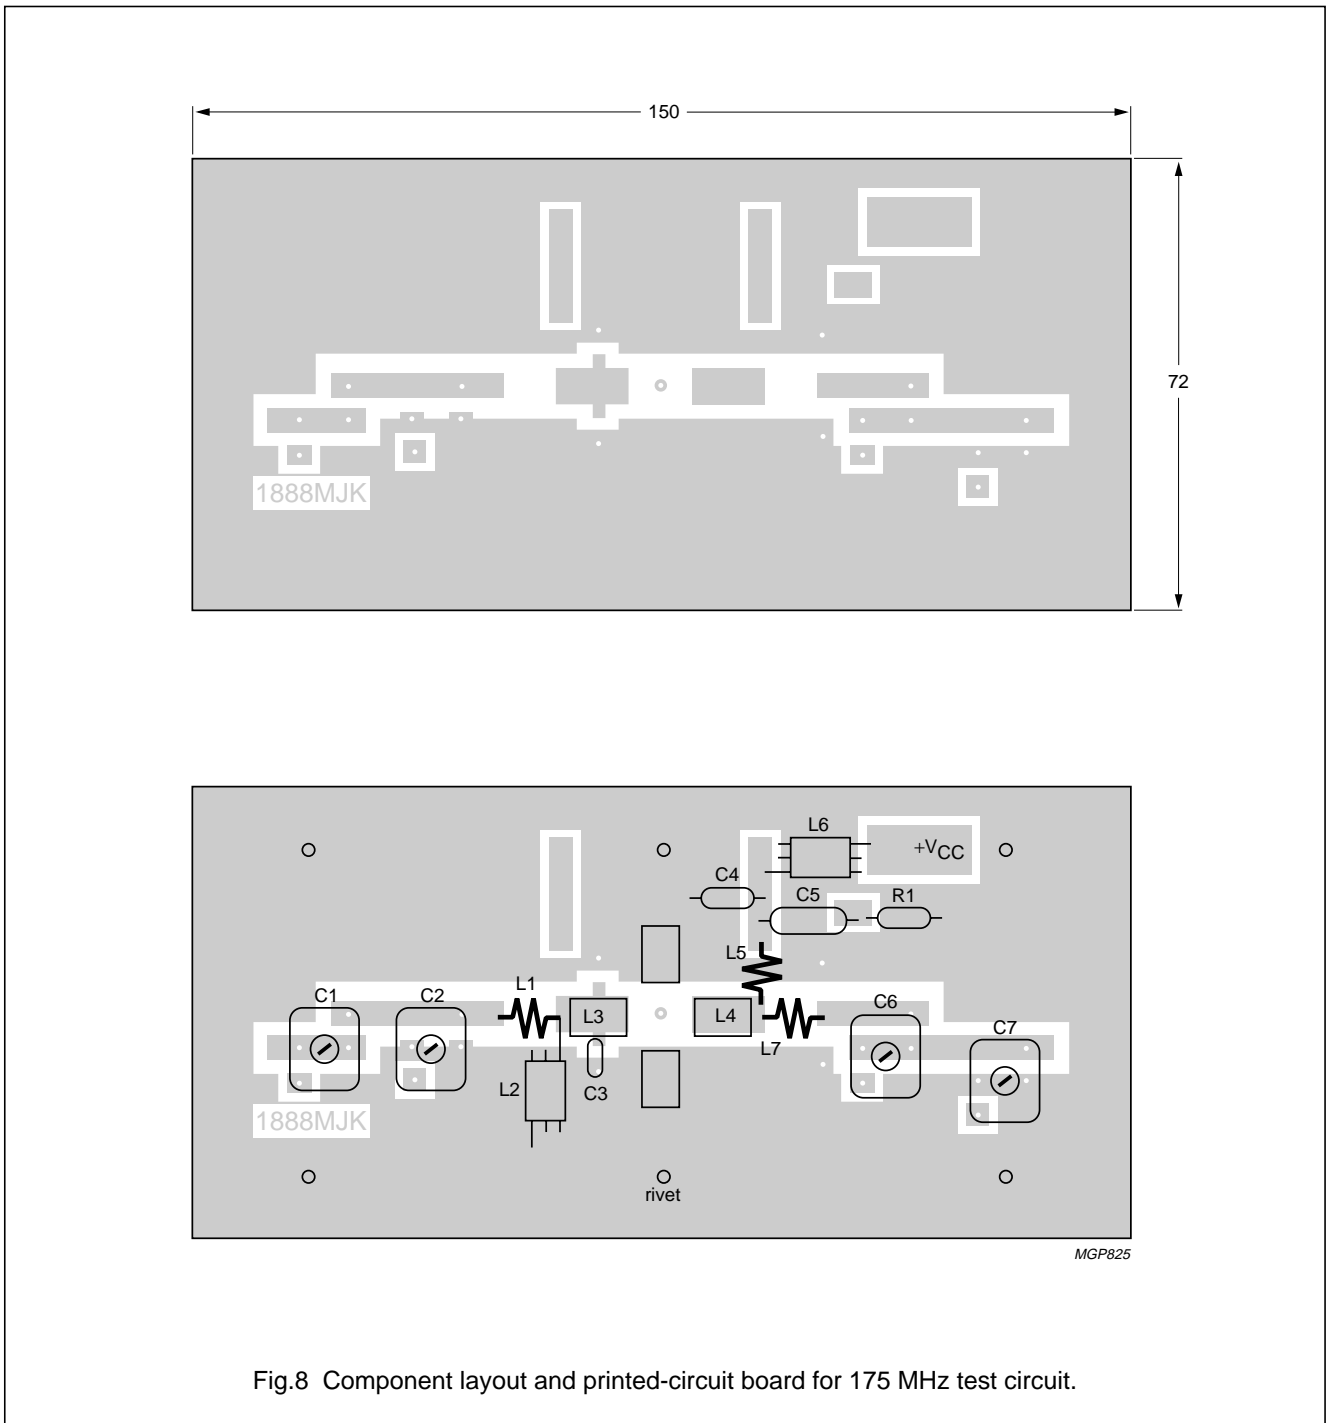 150
72
1888MJK
L6
+VCC
C4
C5
R1
L5
L1
C1
C2
L3
L4
C6
C7
L7
L2
C3
1888MJK
rivet
MGP825
Fig.8 Component layout and printed-circuit board for 175 MHz test circuit.